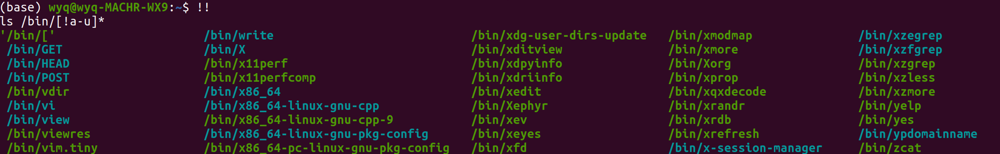 (base) wyq@wyq-MACHR-WX9:~$ !!
ls /bin/[!a-u]*
'/bin/[' /bin/write /bin/xdg-user-dirs-update /bin/xmodmap /bin/xzegrep
/bin/GET /bin/X /bin/xditview /bin/xmore /bin/xzfgrep
/bin/HEAD /bin/x11perf /bin/xdpyinfo /bin/Xorg /bin/xzgrep
/bin/POST /bin/x11perfcomp /bin/xdriinfo /bin/xprop /bin/xzless
/bin/vdir /bin/x86_64 /bin/xedit /bin/xqxdecode /bin/xzmore
/bin/vi /bin/x86_64-linux-gnu-cpp /bin/Xephyr /bin/xrandr /bin/yelp
/bin/view /bin/x86_64-linux-gnu-cpp-9 /bin/xev /bin/xrdb /bin/yes
/bin/viewres /bin/x86_64-linux-gnu-pkg-config /bin/xeyes /bin/xrefresh /bin/ypdomainname
/bin/vim.tiny /bin/x86_64-pc-linux-gnu-pkg-config /bin/xfd /bin/x-session-manager /bin/zcat